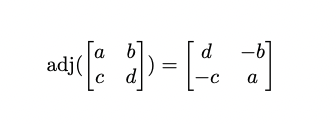 adj([a b; c d]) = [d −b; −c a]